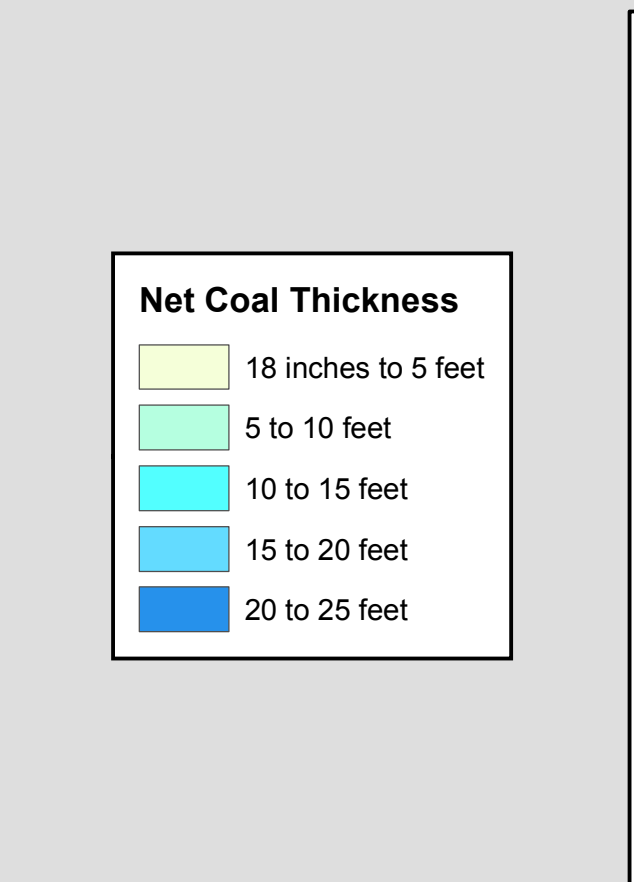 Net Coal Thickness
18 inches to 5 feet
5 to 10 feet
10 to 15 feet
15 to 20 feet
20 to 25 feet